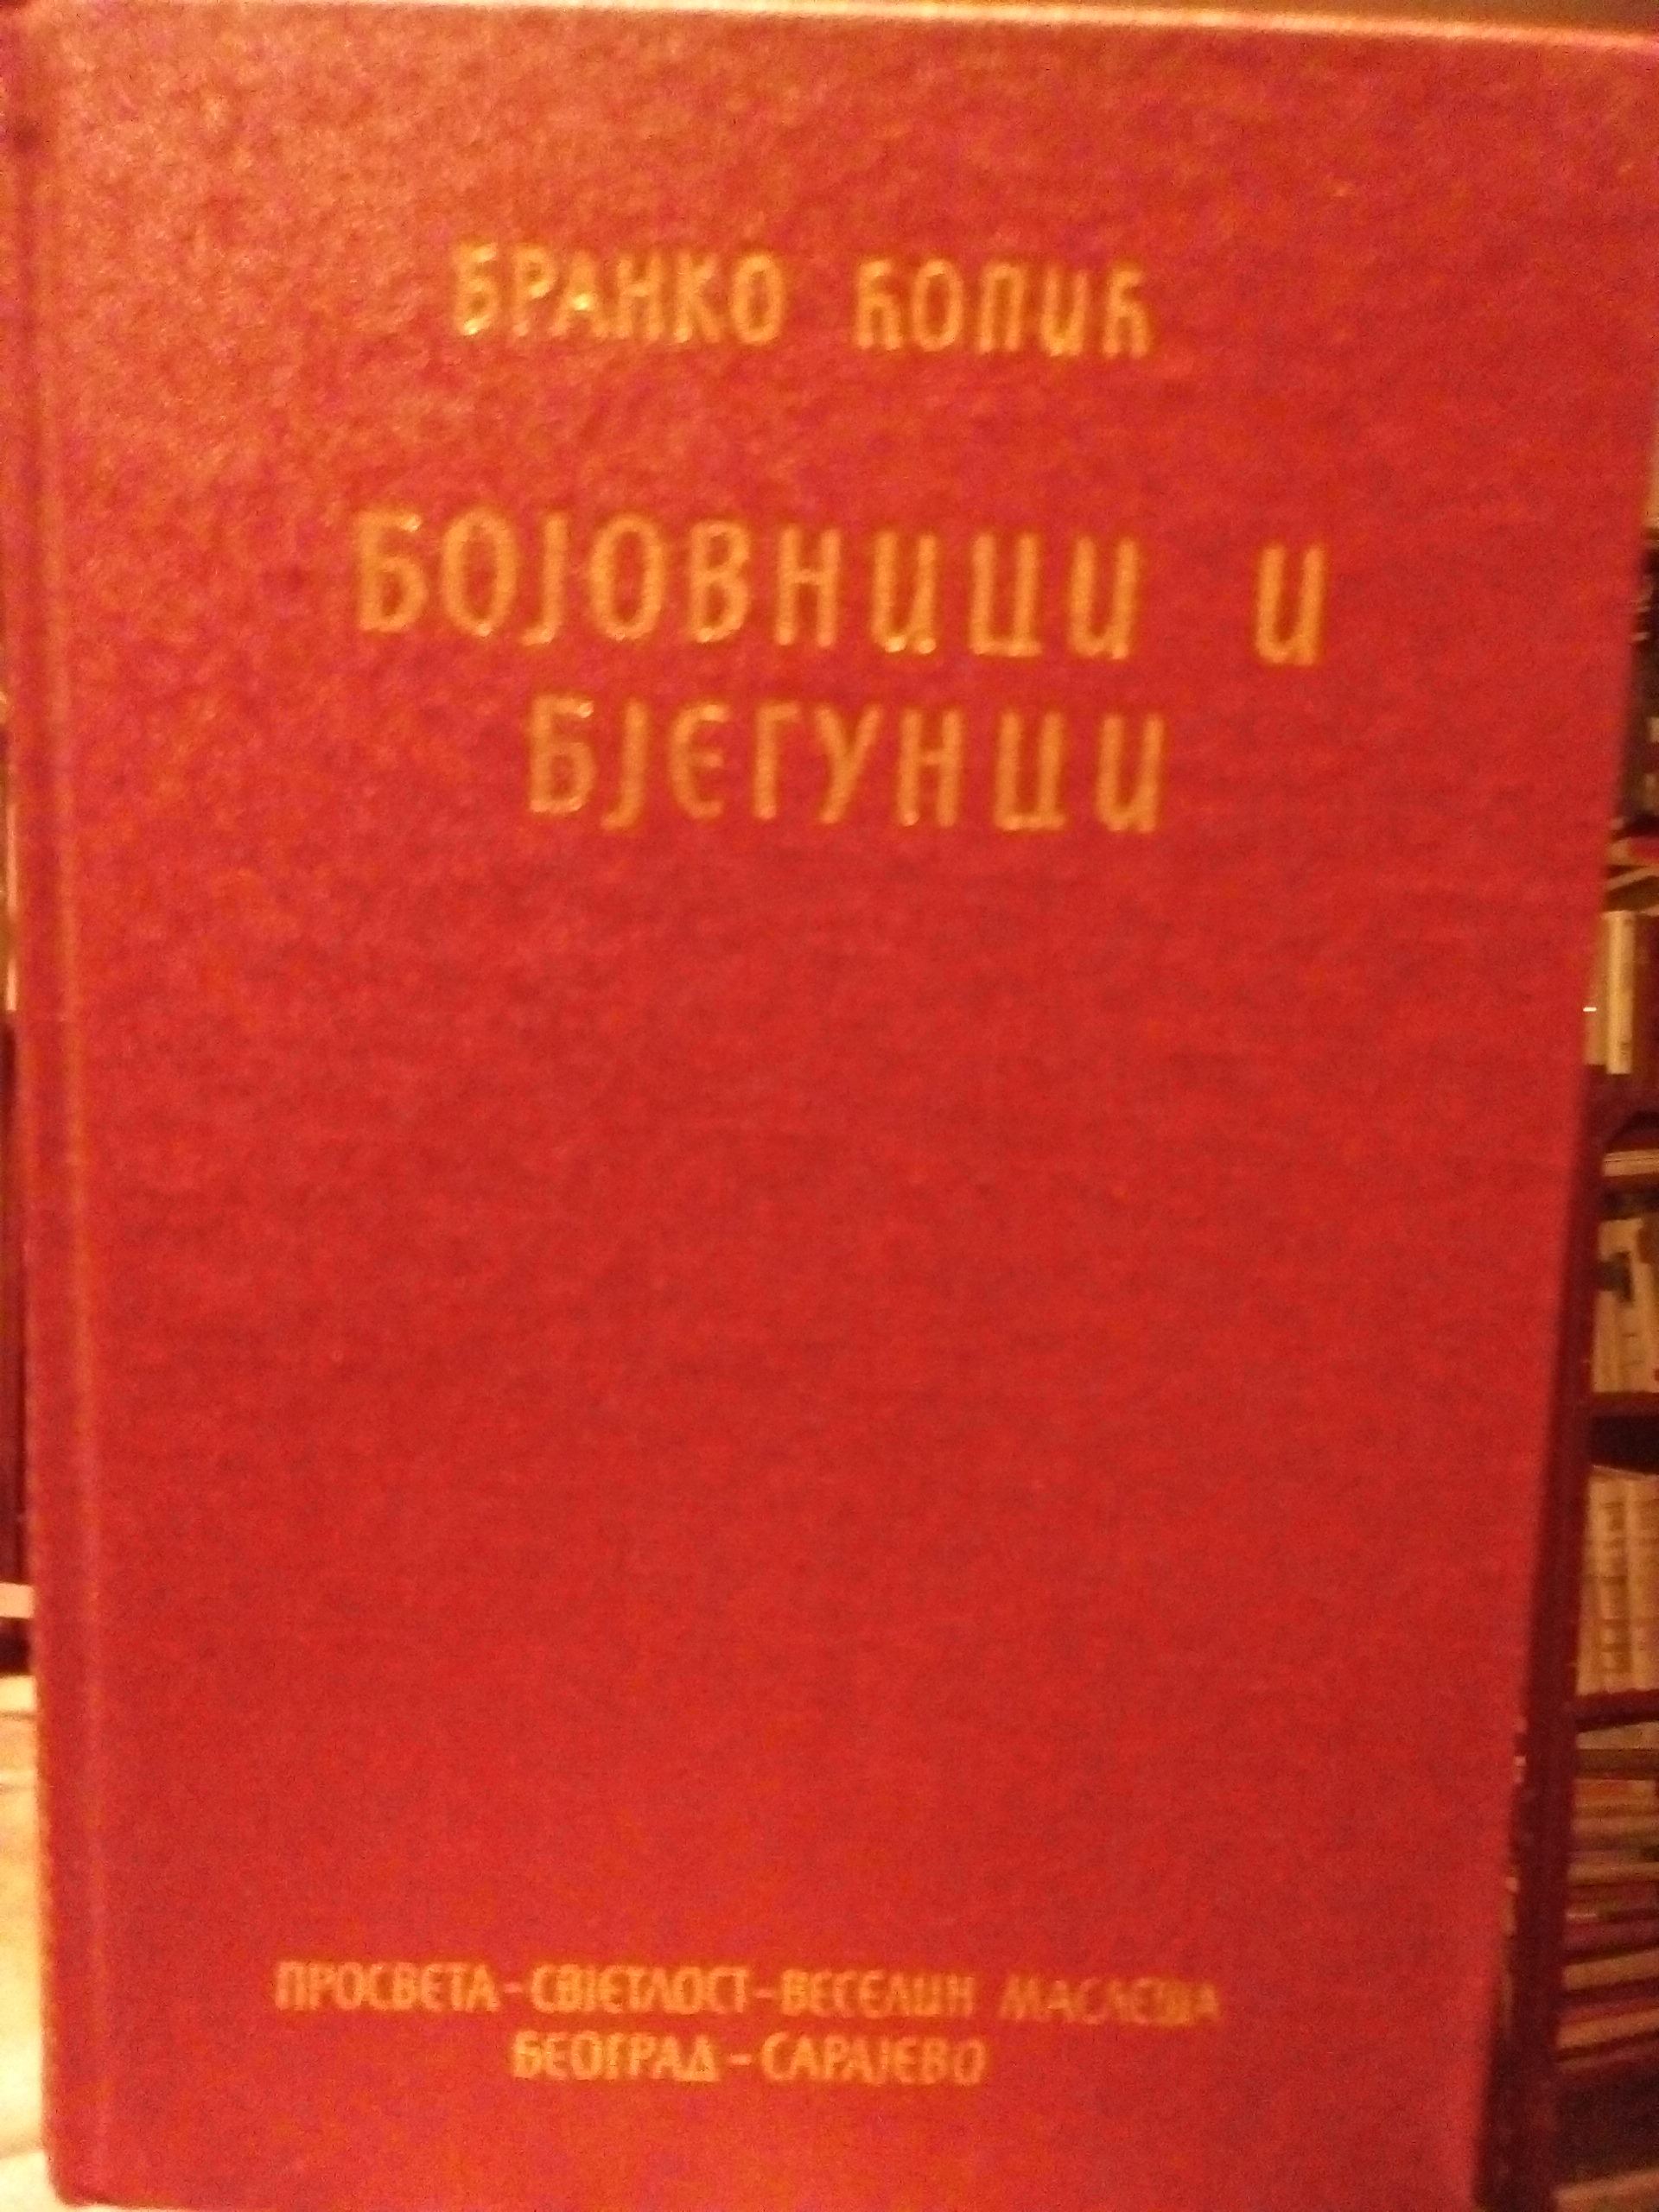 БРАНКО ЋОПИЋ
БОЈОВНИЦИ И
БЈЕГУНЦИ
ПРОСВЕТА-СВЈЕТЛОСТ-ВЕСЕЛИН МАСЛЕША
БЕОГРАД-САРАЈЕВО